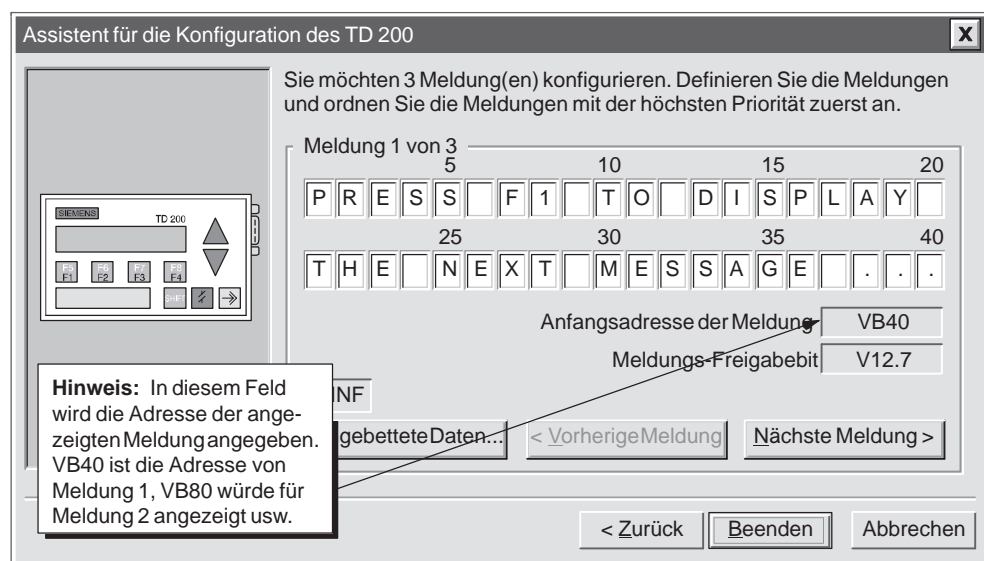 Assistent für die Konfiguration des TD 200
X
Sie möchten 3 Meldung(en) konfigurieren. Definieren Sie die Meldungen
und ordnen Sie die Meldungen mit der höchsten Priorität zuerst an.
Meldung 1 von 3
5 10 15 20
PRESS F1 TO DISPLAY
25 30 35 40
THE NEXT MESSAGE ...
Anfangsadresse der Meldung VB40
Meldungs-Freigabebit V12.7
INF
gebettete Daten... < Vorherige Meldung Nächste Meldung >
SIEMENS
TD 200
F5 F6 F7 F8
F1 F2 F3 F4
SHIFT
Hinweis: In diesem Feld
wird die Adresse der ange-
zeigten Meldung angegeben.
VB40 ist die Adresse von
Meldung 1, VB80 würde für
Meldung 2 angezeigt usw.
< Zurück Beenden Abbrechen